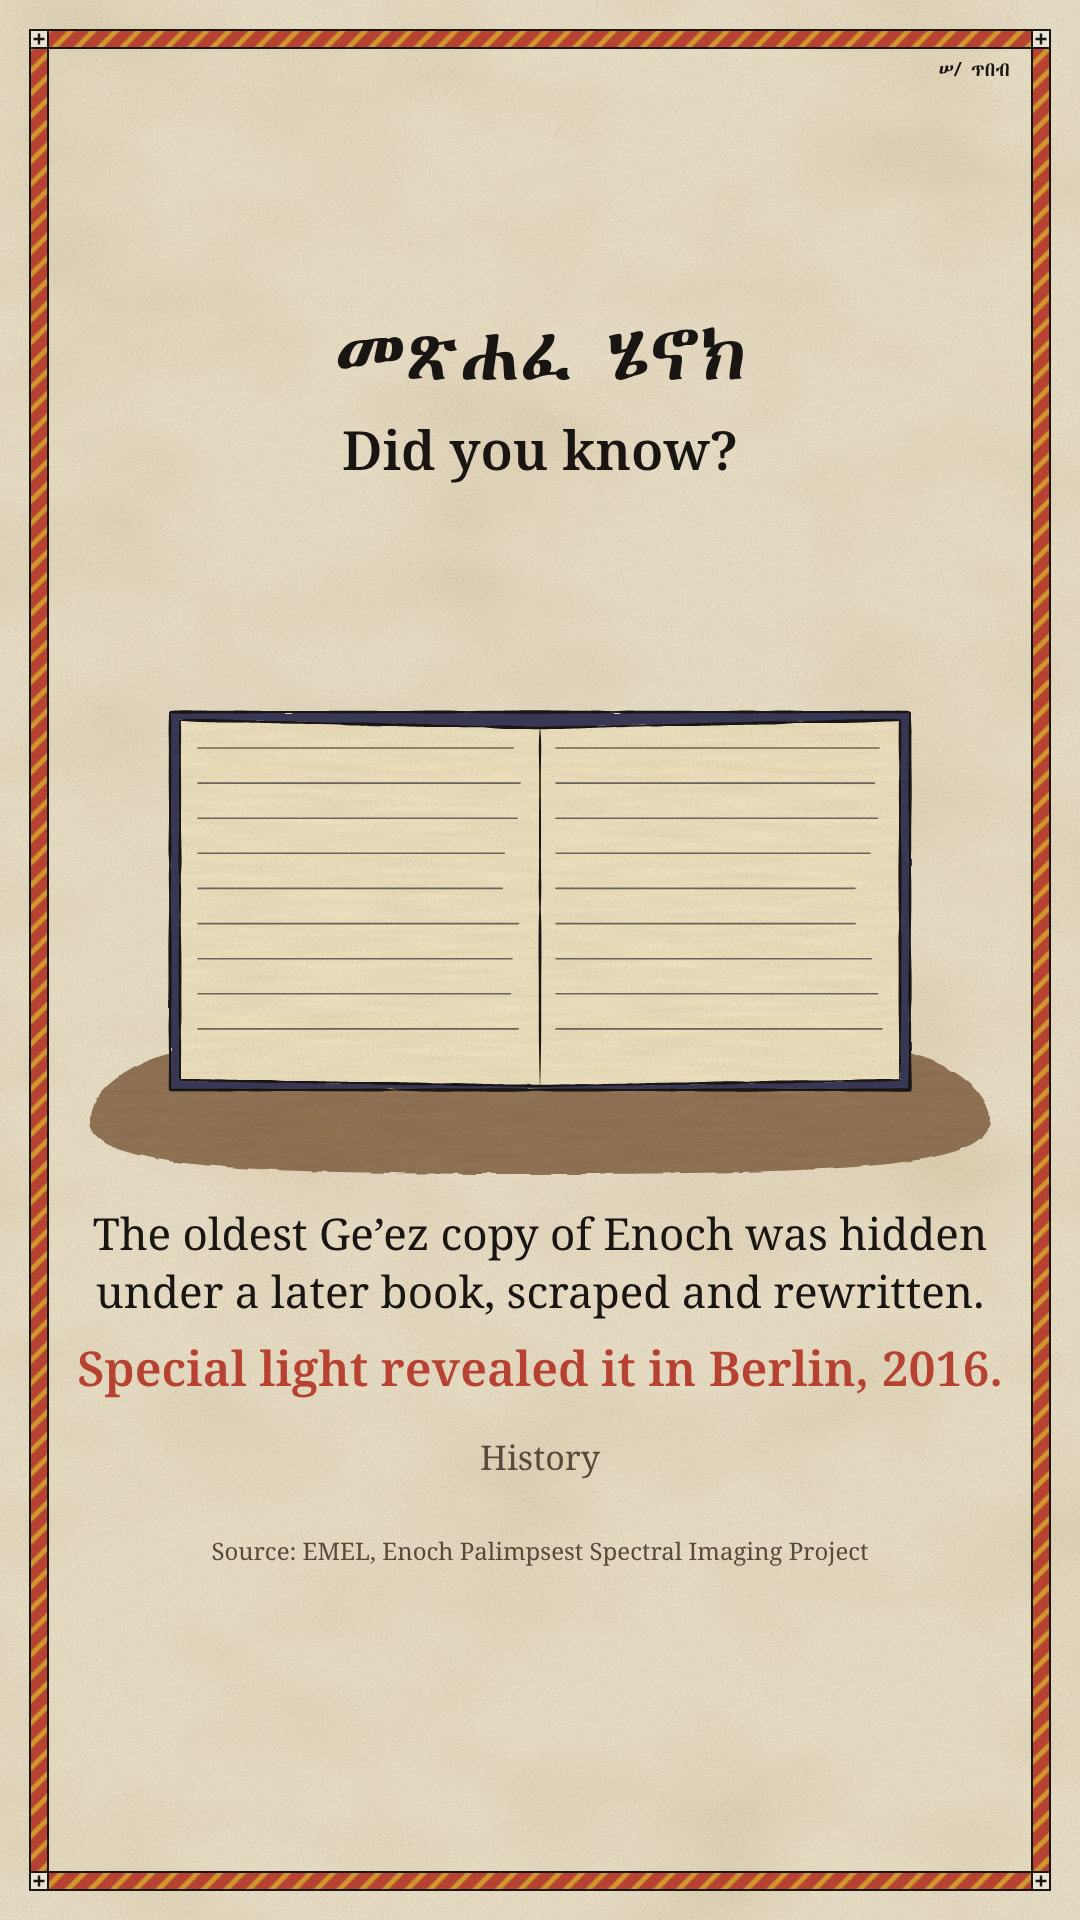 ሠ/ ጥበብ
መጽሐፈ ሄኖክ
Did you know?
The oldest Ge’ez copy of Enoch was hidden
under a later book, scraped and rewritten.
Special light revealed it in Berlin, 2016.
History
Source: EMEL, Enoch Palimpsest Spectral Imaging Project